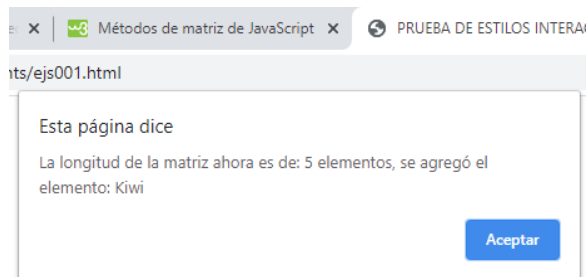 Métodos de matriz de JavaScript PRUEBA DE ESTILOS INTERA
nts/ejs001.html
Esta página dice
La longitud de la matriz ahora es de: 5 elementos, se agregó el
elemento: Kiwi
Aceptar